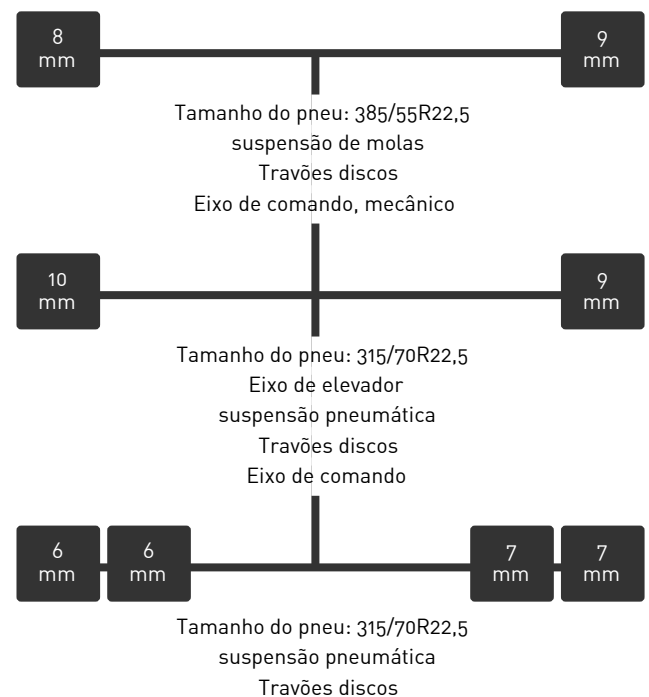 8 mm
9 mm
Tamanho do pneu: 385/55R22,5
suspensão de molas
Travões discos
Eixo de comando, mecânico
10 mm
9 mm
Tamanho do pneu: 315/70R22,5
Eixo de elevador
suspensão pneumática
Travões discos
Eixo de comando
6 mm
6 mm
7 mm
7 mm
Tamanho do pneu: 315/70R22,5
suspensão pneumática
Travões discos